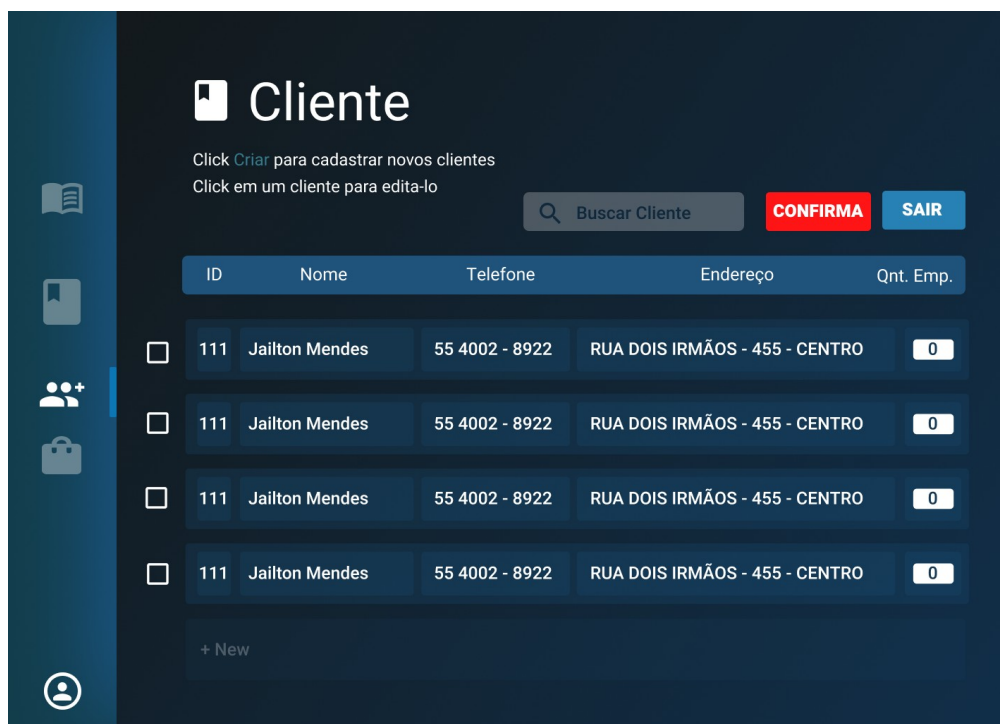 Cliente
Click Criar para cadastrar novos clientes
Click em um cliente para edita-lo
Buscar Cliente CONFIRMA SAIR
ID Nome Telefone Endereço Qnt. Emp.
111 Jailton Mendes 55 4002 - 8922 RUA DOIS IRMÃOS - 455 - CENTRO 0
111 Jailton Mendes 55 4002 - 8922 RUA DOIS IRMÃOS - 455 - CENTRO 0
111 Jailton Mendes 55 4002 - 8922 RUA DOIS IRMÃOS - 455 - CENTRO 0
111 Jailton Mendes 55 4002 - 8922 RUA DOIS IRMÃOS - 455 - CENTRO 0
+ New